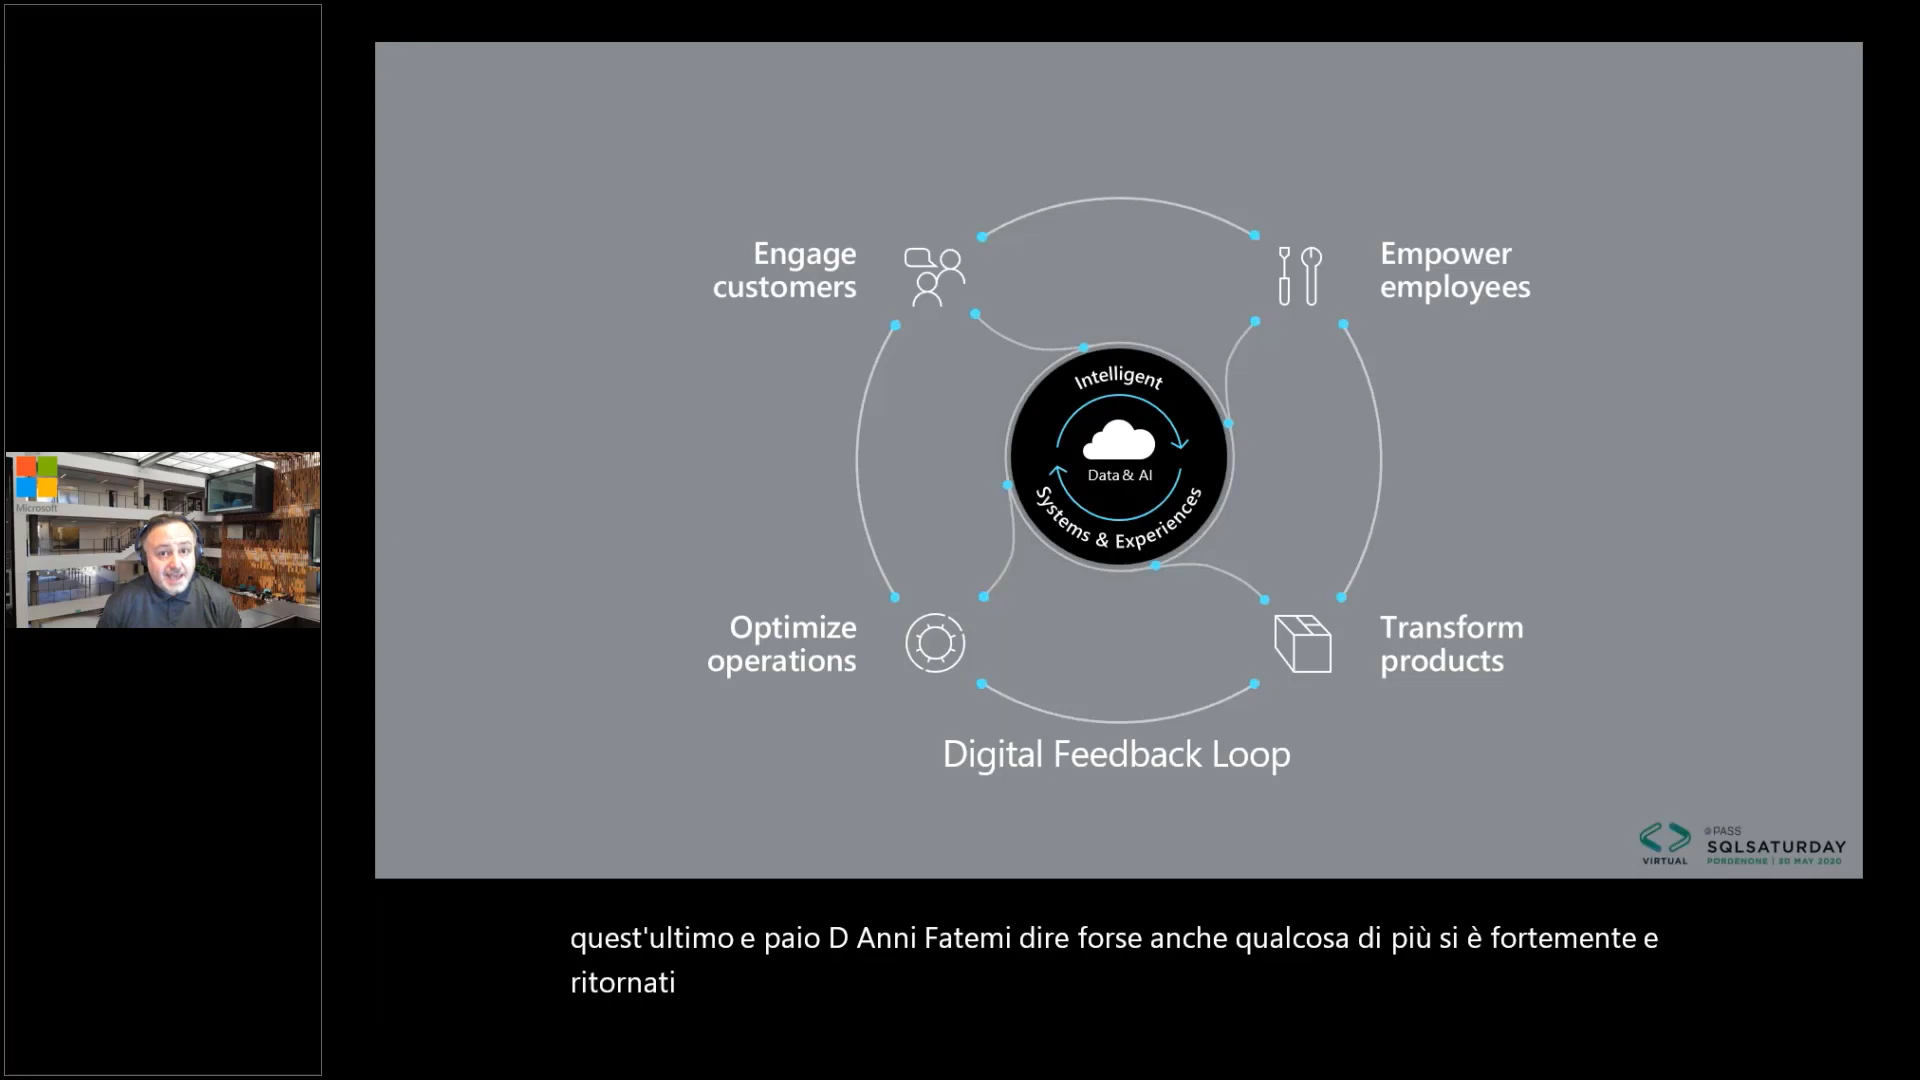 Microsoft
Engage
customers
Empower
employees
Intelligent
Data & AI
Systems & Experiences
Optimize
operations
Transform
products
Digital Feedback Loop
VIRTUAL
@PASS
SQLSATURDAY
PORDENONE | 30 MAY 2020
quest'ultimo e paio D Anni Fatemi dire forse anche qualcosa di più si è fortemente e
ritornati